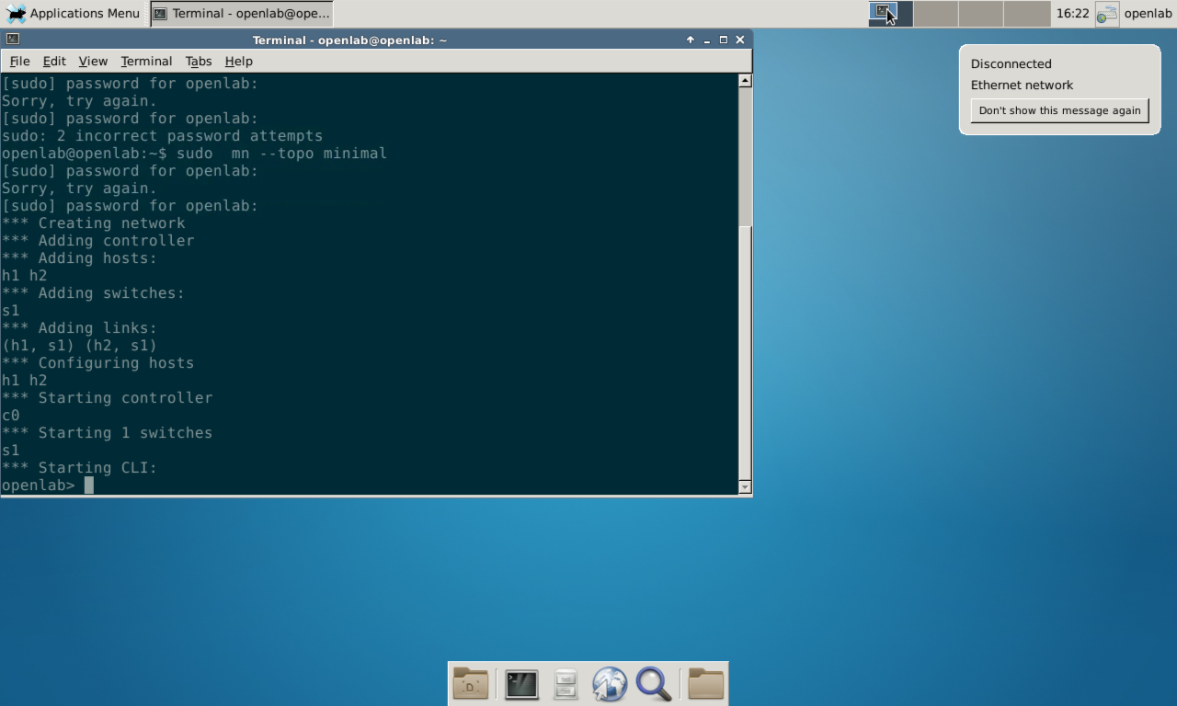 Applications Menu
Terminal - openlab@ope...
16:22
openlab
Terminal - openlab@openlab: ~
File Edit View Terminal Tabs Help
[sudo] password for openlab:
Sorry, try again.
[sudo] password for openlab:
sudo: 2 incorrect password attempts
openlab@openlab:~$ sudo  mn --topo minimal
[sudo] password for openlab:
Sorry, try again.
[sudo] password for openlab:
*** Creating network
*** Adding controller
*** Adding hosts:
h1 h2
*** Adding switches:
s1
*** Adding links:
(h1, s1) (h2, s1)
*** Configuring hosts
h1 h2
*** Starting controller
c0
*** Starting 1 switches
s1
*** Starting CLI:
openlab>
Disconnected
Ethernet network
Don't show this message again